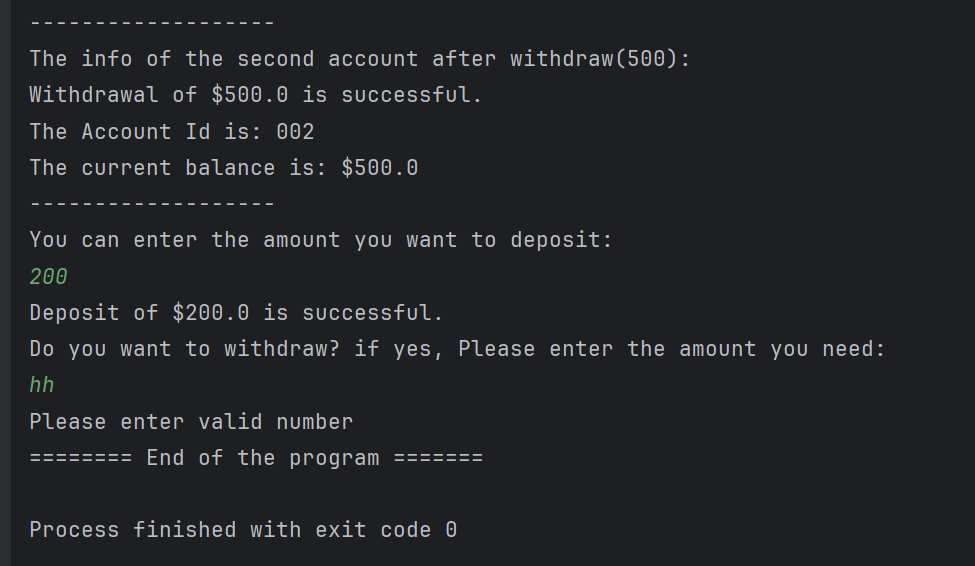 -------------------
The info of the second account after withdraw(500):
Withdrawal of $500.0 is successful.
The Account Id is: 002
The current balance is: $500.0
-------------------
You can enter the amount you want to deposit:
200
Deposit of $200.0 is successful.
Do you want to withdraw? if yes, Please enter the amount you need:
hh
Please enter valid number
======== End of the program =======
Process finished with exit code 0